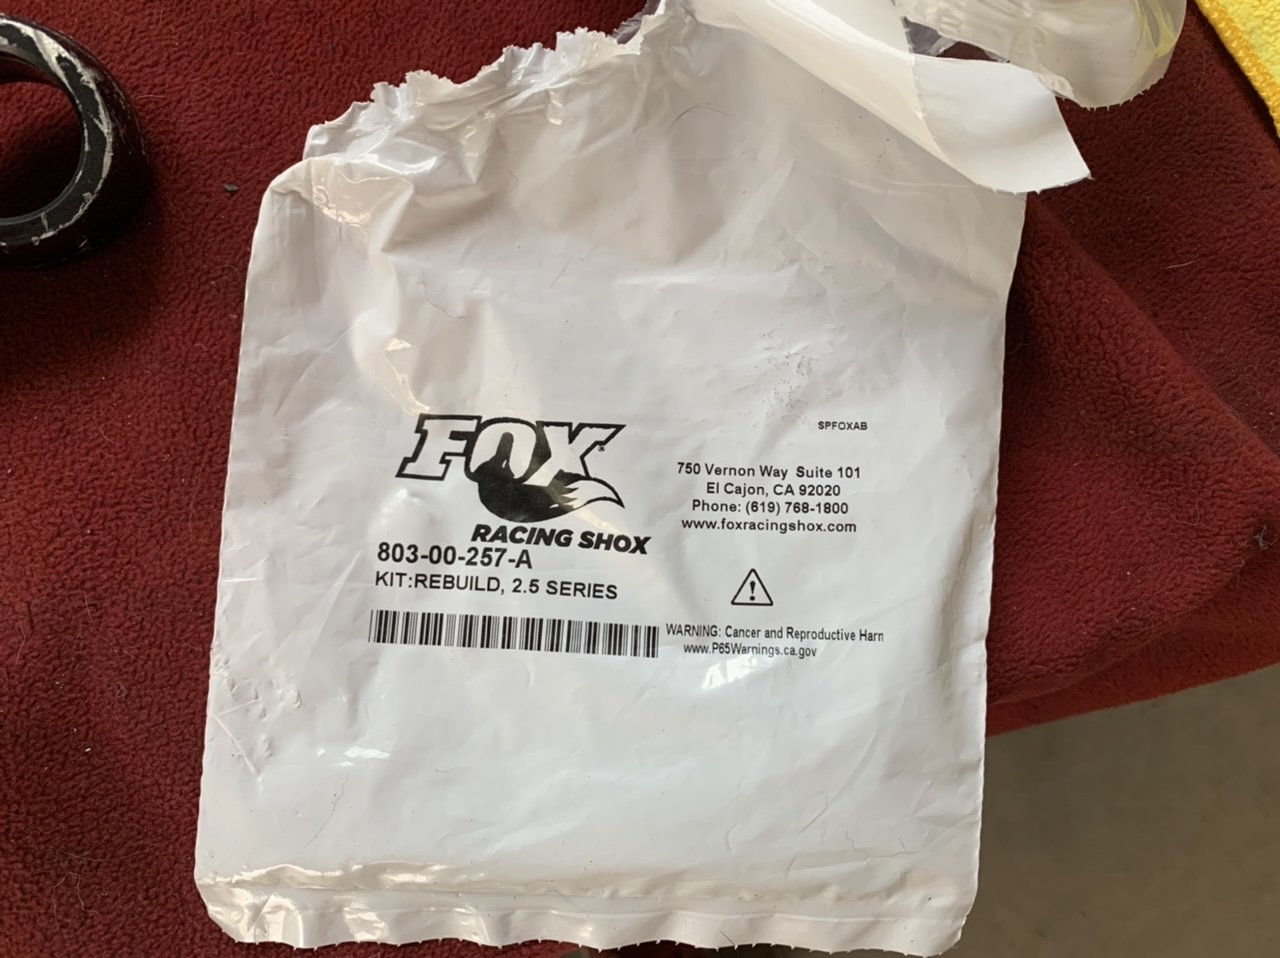 FOX
RACING SHOX
803-00-257-A
KIT:REBUILD, 2.5 SERIES
SPFOXAB
750 Vernon Way Suite 101
El Cajon, CA 92020
Phone: (619) 768-1800
www.foxracingshox.com
WARNING: Cancer and Reproductive Harn
www.P65Warnings.ca.gov